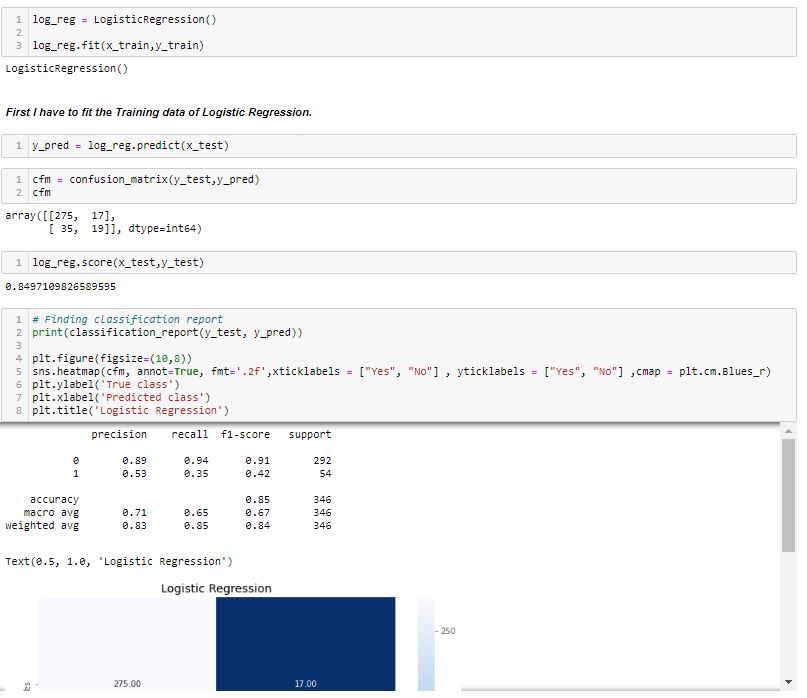 1 log_reg = LogisticRegression()
2
3 log_reg.fit(x_train,y_train)
LogisticRegression()
First I have to fit the Training data of Logistic Regression.
1 y_pred = log_reg.predict(x_test)
1 cfm = confusion_matrix(y_test,y_pred)
2 cfm
array([[275, 17],
[ 35, 19]], dtype=int64)
1 log_reg.score(x_test,y_test)
0.8497109826589595
1 # Finding classification report
2 print(classification_report(y_test, y_pred))
3
4 plt.figure(figsize=(10,8))
5 sns.heatmap(cfm, annot=True, fmt='.2f',xticklabels = ["Yes", "No"] , yticklabels = ["Yes", "No"] ,cmap = plt.cm.Blues_r)
6 plt.ylabel('True class')
7 plt.xlabel('Predicted class')
8 plt.title('Logistic Regression')
precision recall f1-score support
0 0.89 0.94 0.91 292
1 0.53 0.35 0.42 54
accuracy 0.85 346
macro avg 0.71 0.65 0.67 346
weighted avg 0.83 0.85 0.84 346
Text(0.5, 1.0, 'Logistic Regression')
Logistic Regression
250
275.00 17.00